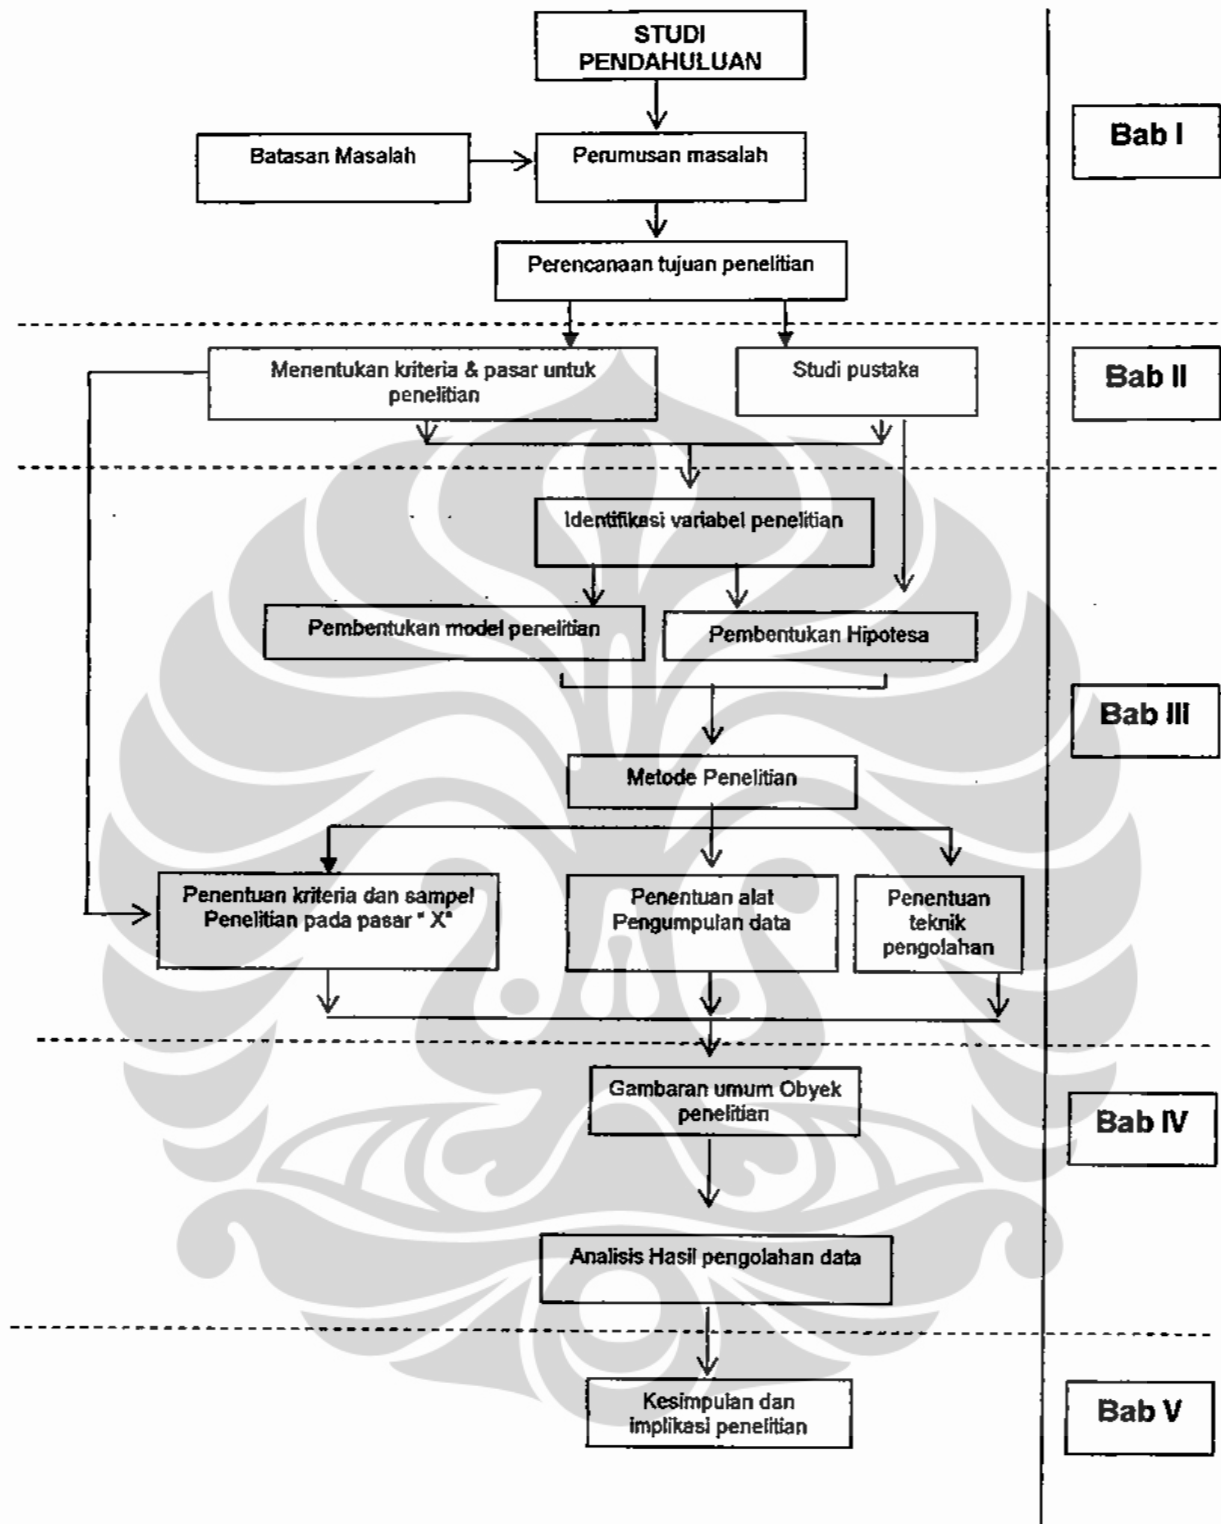 STUDI
PENDAHULUAN
Bab I
Batasan Masalah
Perumusan masalah
Perencanaan tujuan penelitian
Menentukan kriteria & pasar untuk
penelitian
Studi pustaka
Bab II
Identifikasi variabel penelitian
Pembentukan model penelitian
Pembentukan Hipotesa
Bab III
Metode Penelitian
Penentuan kriteria dan sampel
Penelitian pada pasar " X"
Penentuan alat
Pengumpulan data
Penentuan
teknik
pengolahan
Gambaran umum Obyek
penelitian
Bab IV
Analisis Hasil pengolahan data
Kesimpulan dan
implikasi penelitian
Bab V